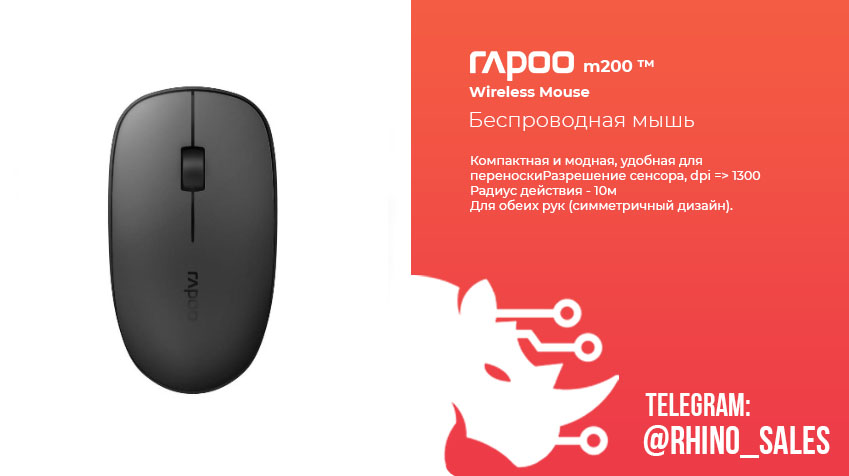 rapoo
rapoo m200 ™
Wireless Mouse
Беспроводная мышь
Компактная и модная, удобная для
переноскиРазрешение сенсора, dpi => 1300
Радиус действия - 10м
Для обеих рук (симметричный дизайн).
TELEGRAM:
@RHINO_SALES